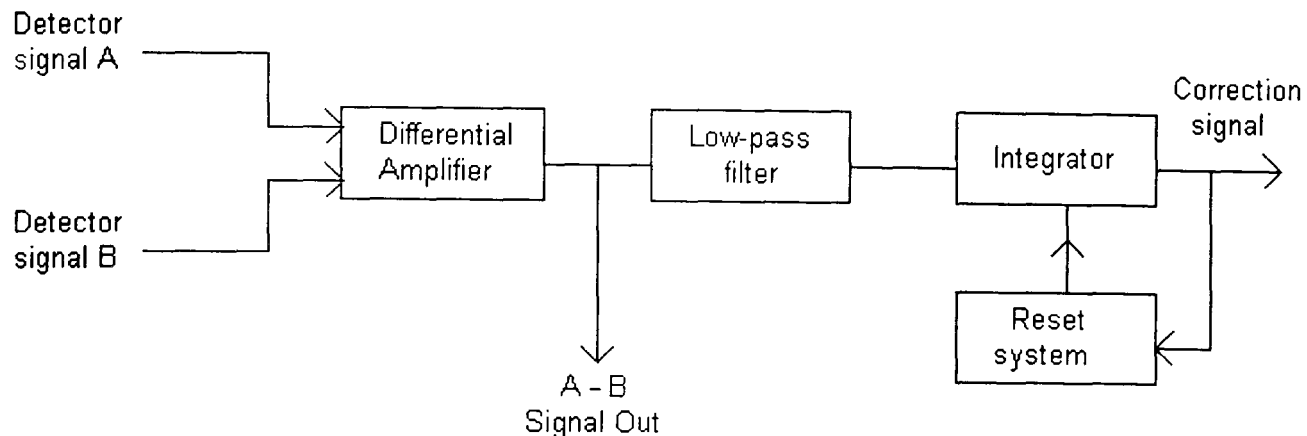 Detector
signal A
Differential
Amplifier
Low-pass
filter
Integrator
Correction
signal
Detector
signal B
Reset
system
A - B
Signal Out